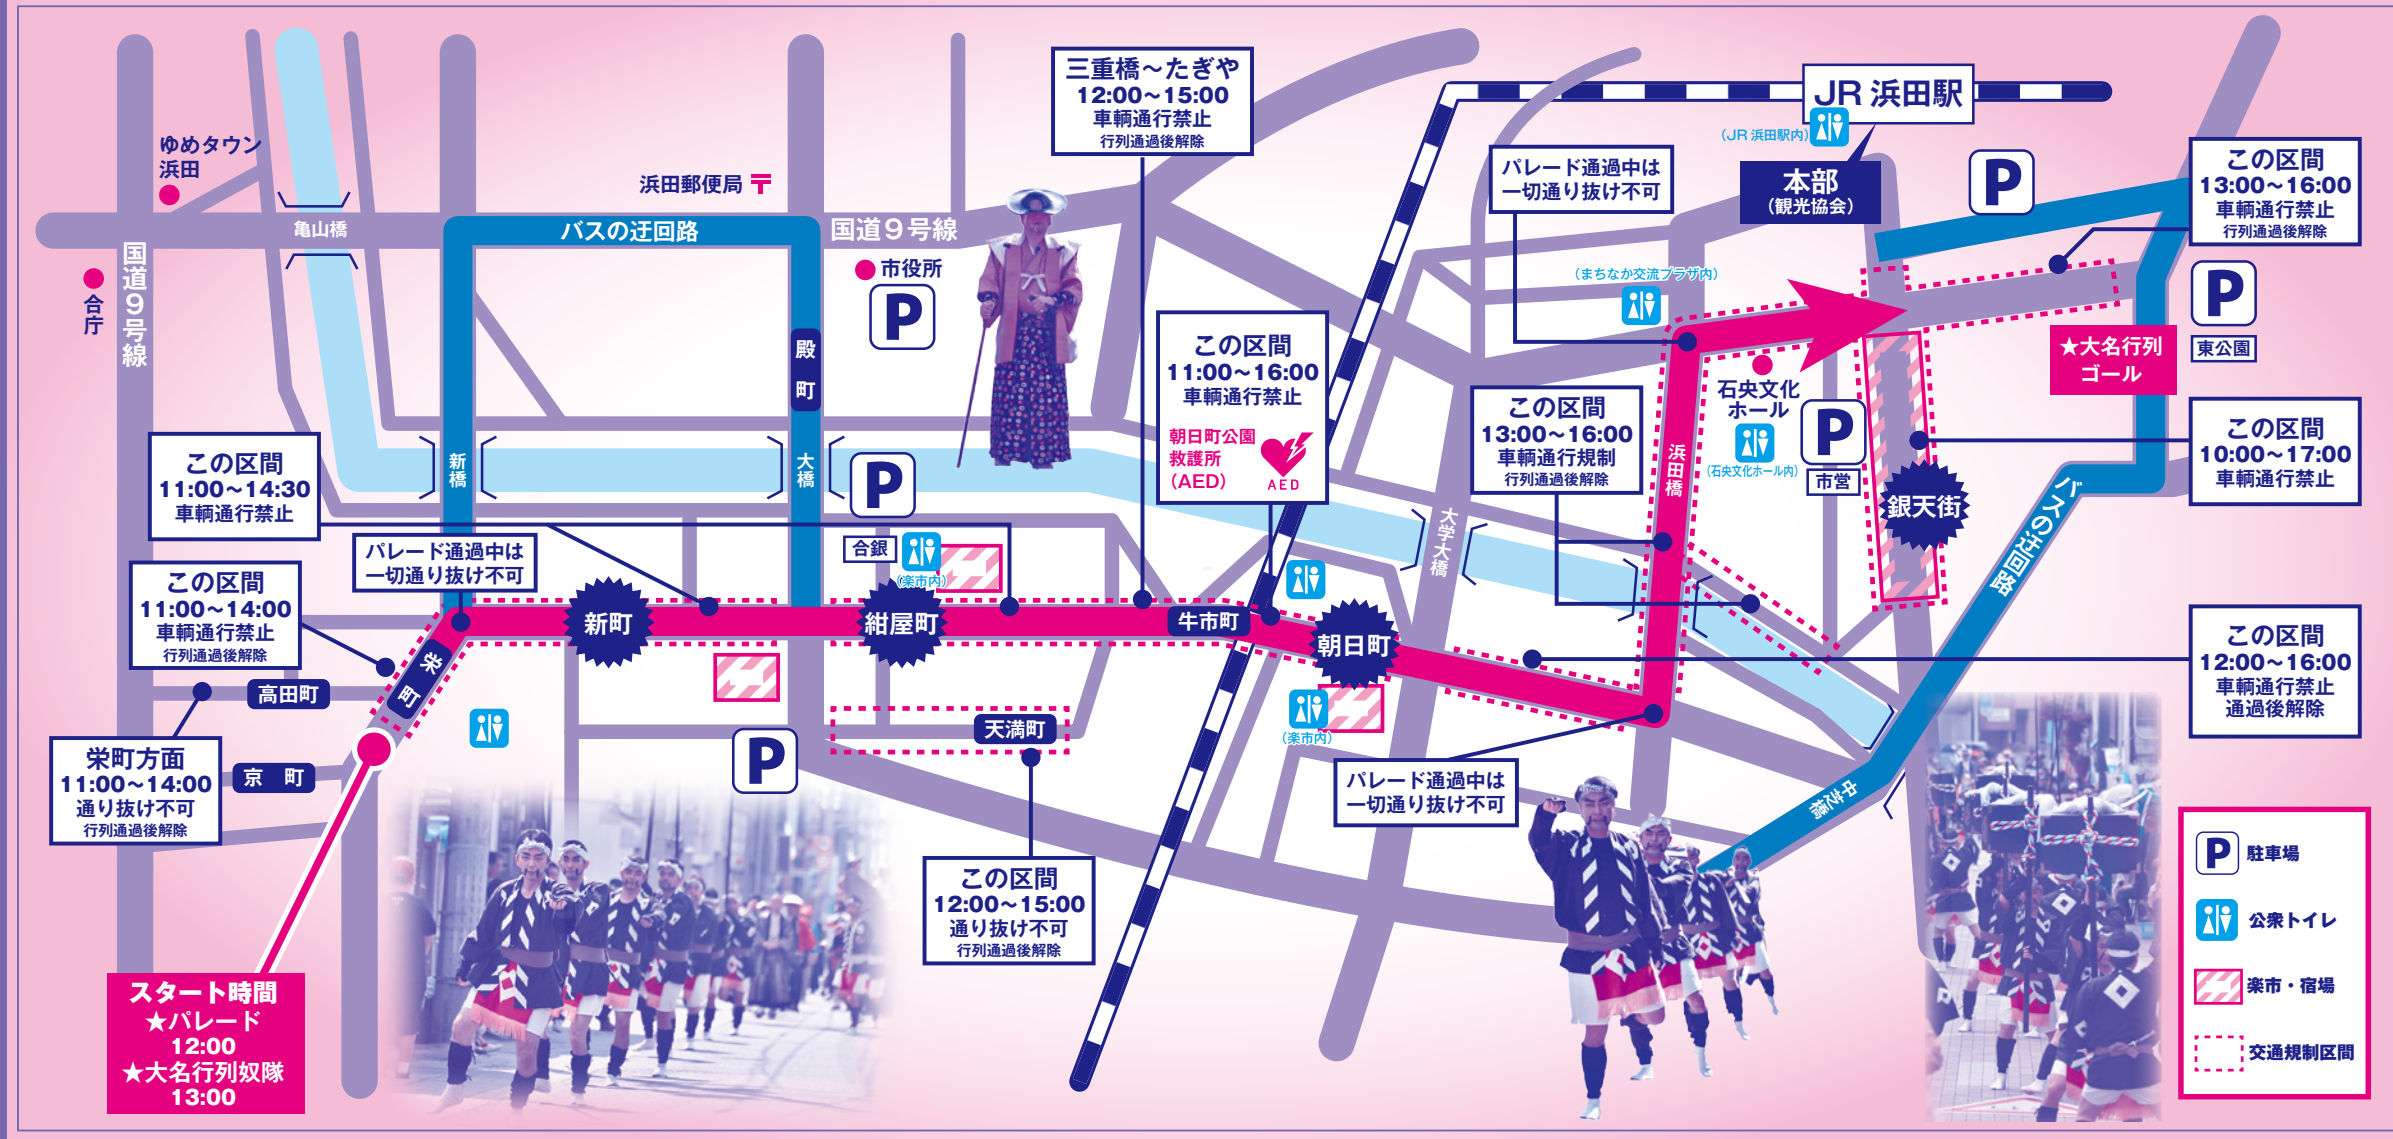 ゆめタウン
浜田
合庁
国道9号線
亀山橋
浜田郵便局
バスの迂回路
国道9号線
市役所
P
殿町
新橋
大橋
P
三重橋～たぎや
12:00～15:00
車輌通行禁止
行列通過後解除
この区間
11:00～16:00
車輌通行禁止
朝日町公園
救護所
(AED)
AED
パレード通過中は
一切通り抜け不可
JR 浜田駅
(JR 浜田駅内)
本部
(観光協会)
P
この区間
13:00～16:00
車輌通行禁止
行列通過後解除
(まちなか交流プラザ内)
P
東公園
★大名行列
ゴール
石央文化
ホール
(石央文化ホール内)
P
市営
この区間
13:00～16:00
車輌通行規制
行列通過後解除
浜田橋
大学大橋
この区間
10:00～17:00
車輌通行禁止
銀天街
バスの迂回路
この区間
11:00～14:30
車輌通行禁止
パレード通過中は
一切通り抜け不可
合銀
(楽市内)
この区間
11:00～14:00
車輌通行禁止
行列通過後解除
新町
紺屋町
牛市町
朝日町
栄町
高田町
京 町
天満町
(楽市内)
P
この区間
12:00～16:00
車輌通行禁止
通過後解除
栄町方面
11:00～14:00
通り抜け不可
行列通過後解除
パレード通過中は
一切通り抜け不可
中芝橋
この区間
12:00～15:00
通り抜け不可
行列通過後解除
スタート時間
★パレード
12:00
★大名行列奴隊
13:00
P 駐車場
公衆トイレ
楽市・宿場
交通規制区間